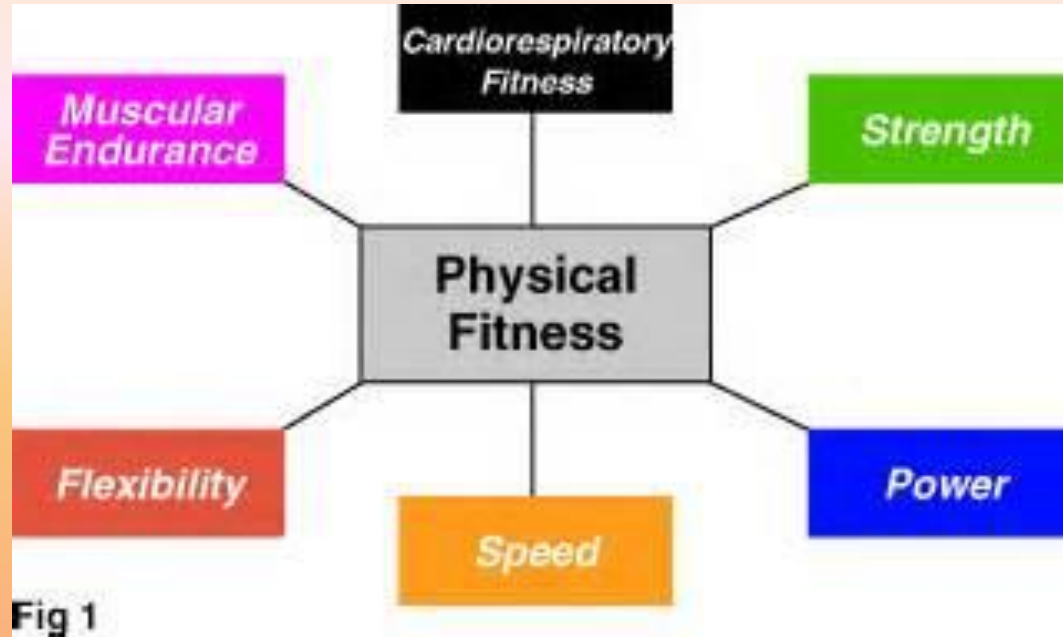 Cardiorespiratory
Fitness
Muscular
Endurance
Strength
Physical
Fitness
Flexibility
Speed
Power
Fig 1